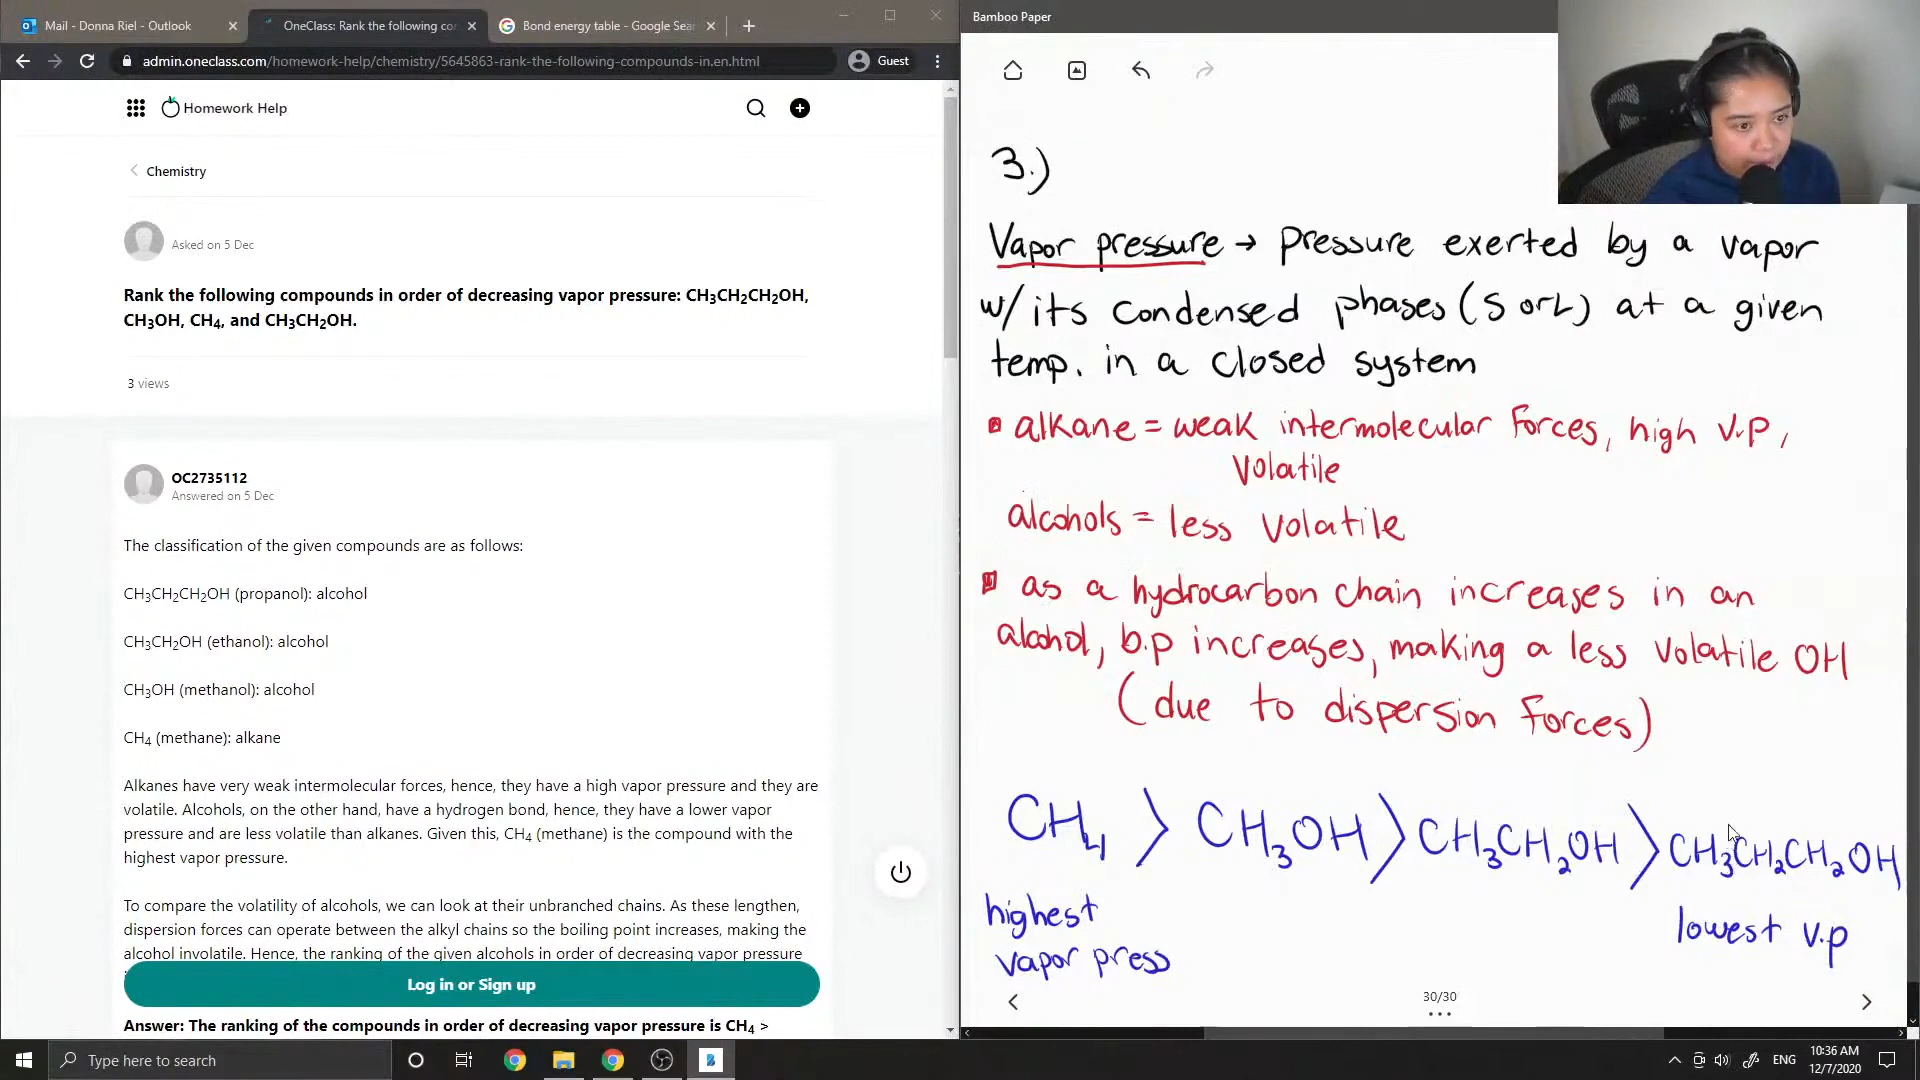 Mail - Donna Riel - Outlook
OneClass: Rank the following co
Bond energy table - Google Sea
admin.oneclass.com/homework-help/chemistry/5645863-rank-the-following-compounds-in.en.html
Guest
Homework Help
Chemistry
Asked on 5 Dec
Rank the following compounds in order of decreasing vapor pressure: CH₃CH₂CH₂OH,
CH₃OH, CH₄, and CH₃CH₂OH.
3 views
OC2735112
Answered on 5 Dec
The classification of the given compounds are as follows:
CH₃CH₂CH₂OH (propanol): alcohol
CH₃CH₂OH (ethanol): alcohol
CH₃OH (methanol): alcohol
CH₄ (methane): alkane
Alkanes have very weak intermolecular forces, hence, they have a high vapor pressure and they are
volatile. Alcohols, on the other hand, have a hydrogen bond, hence, they have a lower vapor
pressure and are less volatile than alkanes. Given this, CH₄ (methane) is the compound with the
highest vapor pressure.
To compare the volatility of alcohols, we can look at their unbranched chains. As these lengthen,
dispersion forces can operate between the alkyl chains so the boiling point increases, making the
alcohol involatile. Hence, the ranking of the given alcohols in order of decreasing vapor pressure
Log in or Sign up
Answer: The ranking of the compounds in order of decreasing vapor pressure is CH₄ >
Bamboo Paper
3.)
Vapor pressure → pressure exerted by a vapor
w/ its condensed phases (S or L) at a given
temp. in a closed system
alkane = weak intermolecular forces, high v.p,
volatile
alcohols = less volatile
as a hydrocarbon chain increases in an
alcohol, b.p increases, making a less volatile OH
(due to dispersion forces)
CH₄ > CH₃OH > CH₃CH₂OH > CH₃CH₂CH₂OH
highest
vapor press
lowest v.p
30/30
Type here to search
ENG
10:36 AM
12/7/2020